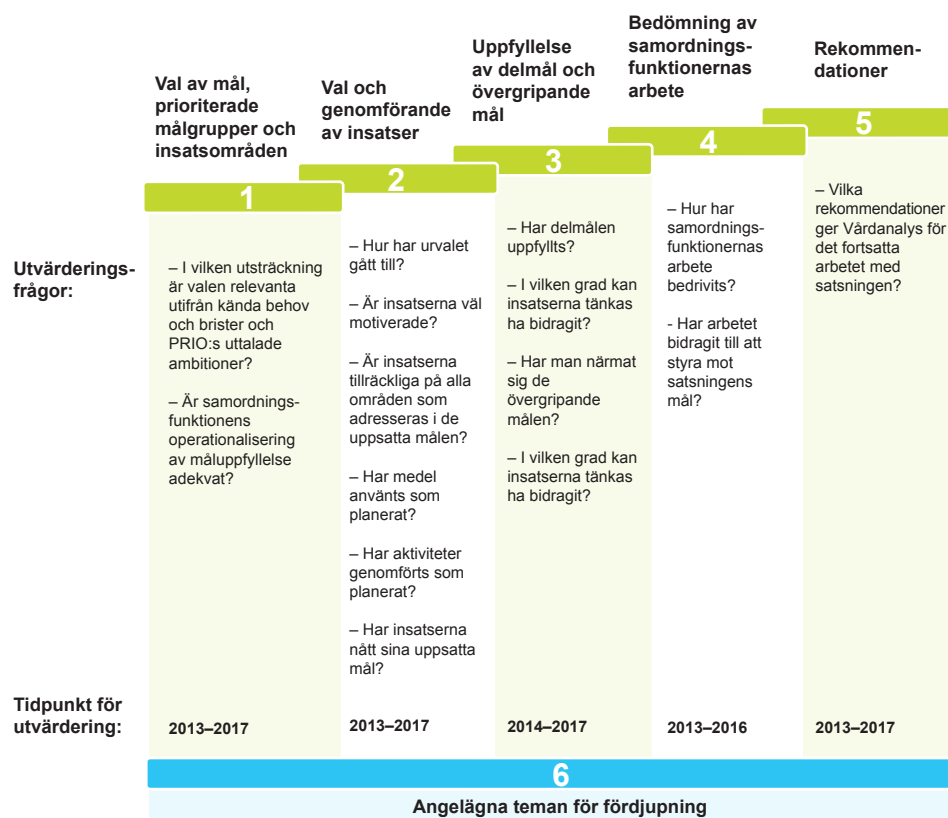 Val av mål,
prioriterade
målgrupper och
insatsområden
1
Val och
genomförande
av insatser
2
Uppfyllelse
av delmål och
övergripande
mål
3
Bedömning av
samordnings-
funktionernas
arbete
4
Rekommen-
dationer
5
Utvärderings-
frågor:
– I vilken utsträckning
är valen relevanta
utifrån kända behov
och brister och
PRIO:s uttalade
ambitioner?
– Är samordnings-
funktionens
operationalisering
av måluppfyllelse
adekvat?
– Hur har urvalet
gått till?
– Är insatserna väl
motiverade?
– Är insatserna
tillräckliga på alla
områden som
adresseras i de
uppsatta målen?
– Har medel
använts som
planerat?
– Har aktiviteter
genomförts som
planerat?
– Har insatserna
nått sina uppsatta
mål?
– Har delmålen
uppfyllts?
– I vilken grad kan
insatserna tänkas
ha bidragit?
– Har man närmat
sig de
övergripande
målen?
– I vilken grad kan
insatserna tänkas
ha bidragit?
– Hur har
samordnings-
funktionernas
arbete
bedrivits?
- Har arbetet
bidragit till att
styra mot
satsningens
mål?
– Vilka
rekommendationer
ger Vårdanalys för
det fortsatta
arbetet med
satsningen?
Tidpunkt för
utvärdering:
2013–2017
2013–2017
2014–2017
2013–2016
2013–2017
6
Angelägna teman för fördjupning